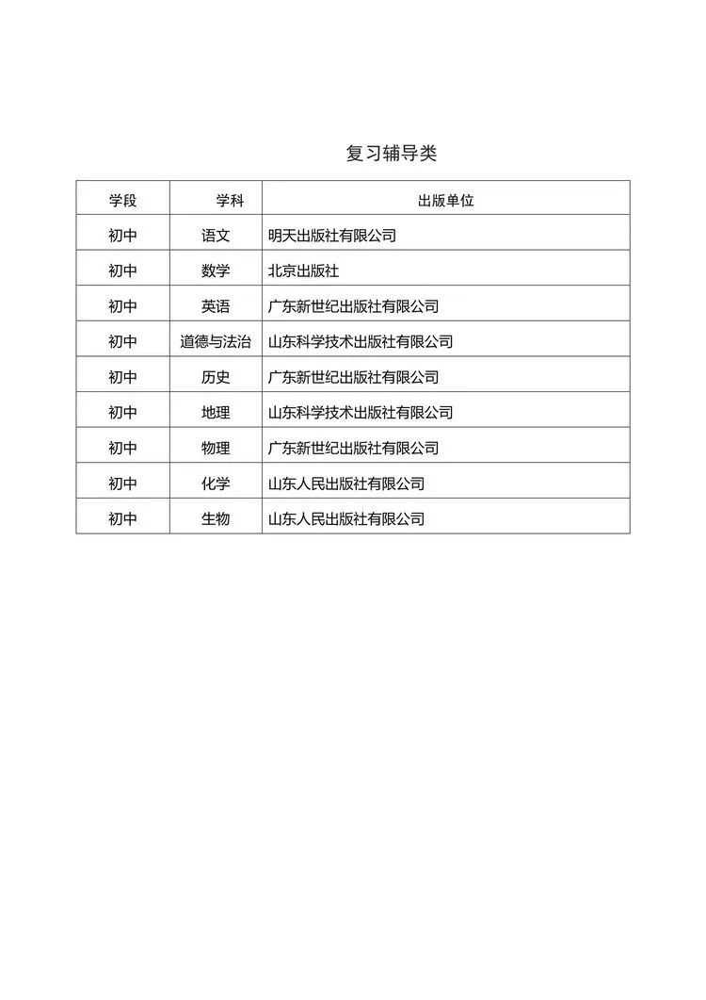 复习辅导类
学段 学科 出版单位
初中 语文 明天出版社有限公司
初中 数学 北京出版社
初中 英语 广东新世纪出版社有限公司
初中 道德与法治 山东科学技术出版社有限公司
初中 历史 广东新世纪出版社有限公司
初中 地理 山东科学技术出版社有限公司
初中 物理 广东新世纪出版社有限公司
初中 化学 山东人民出版社有限公司
初中 生物 山东人民出版社有限公司